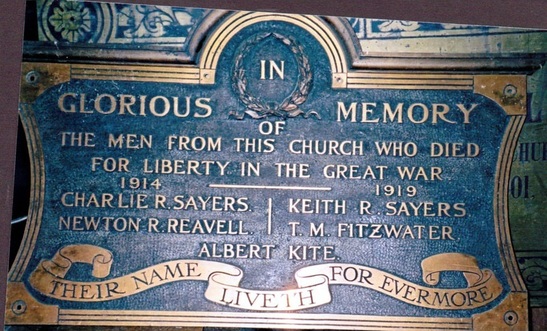 IN
GLORIOUS MEMORY
OF
THE MEN FROM THIS CHURCH WHO DIED
FOR LIBERTY IN THE GREAT WAR.
1914 1919
CHARLIE R. SAYERS. KEITH R. SAYERS
NEWTON R. REAVELL. T. M. FITZWATER
ALBERT KITE.
THEIR NAME LIVETH FOR EVERMORE